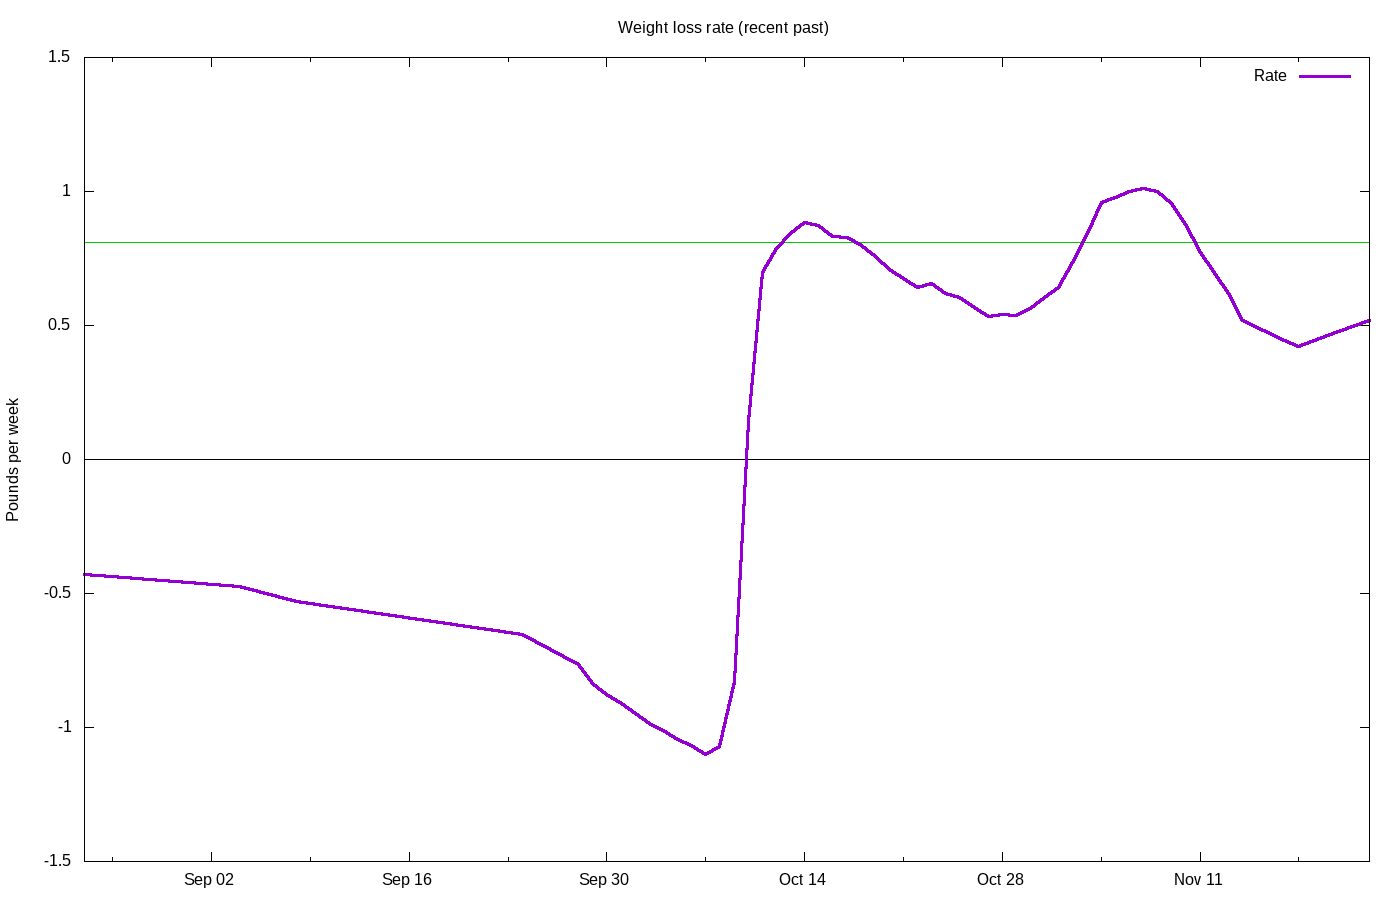 Weight loss rate (recent past)
Rate
1.5
1
0.5
0
-0.5
-1
-1.5
Pounds per week
Sep 02
Sep 16
Sep 30
Oct 14
Oct 28
Nov 11